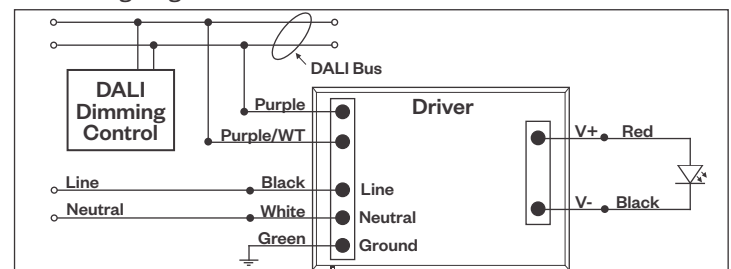 DALI Bus
DALI
Dimming
Control
Driver
Purple
Purple/WT
V+ Red
Line Black Line
Neutral White Neutral
V- Black
Green Ground